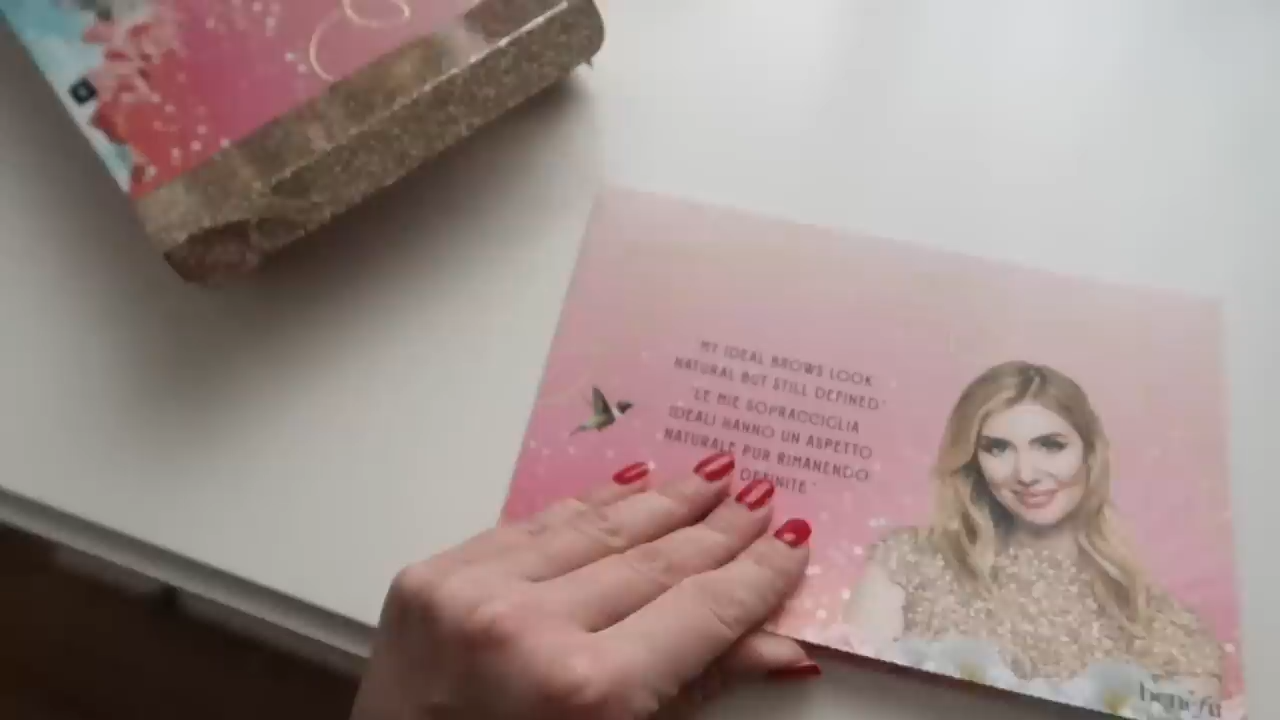 "MY IDEAL BROWS LOOK
NATURAL BUT STILL DEFINED"
"LE MIE SOPRACCIGLIA
IDEALI HANNO UN ASPETTO
NATURALE PUR RIMANENDO
DEFINITE"
benefit